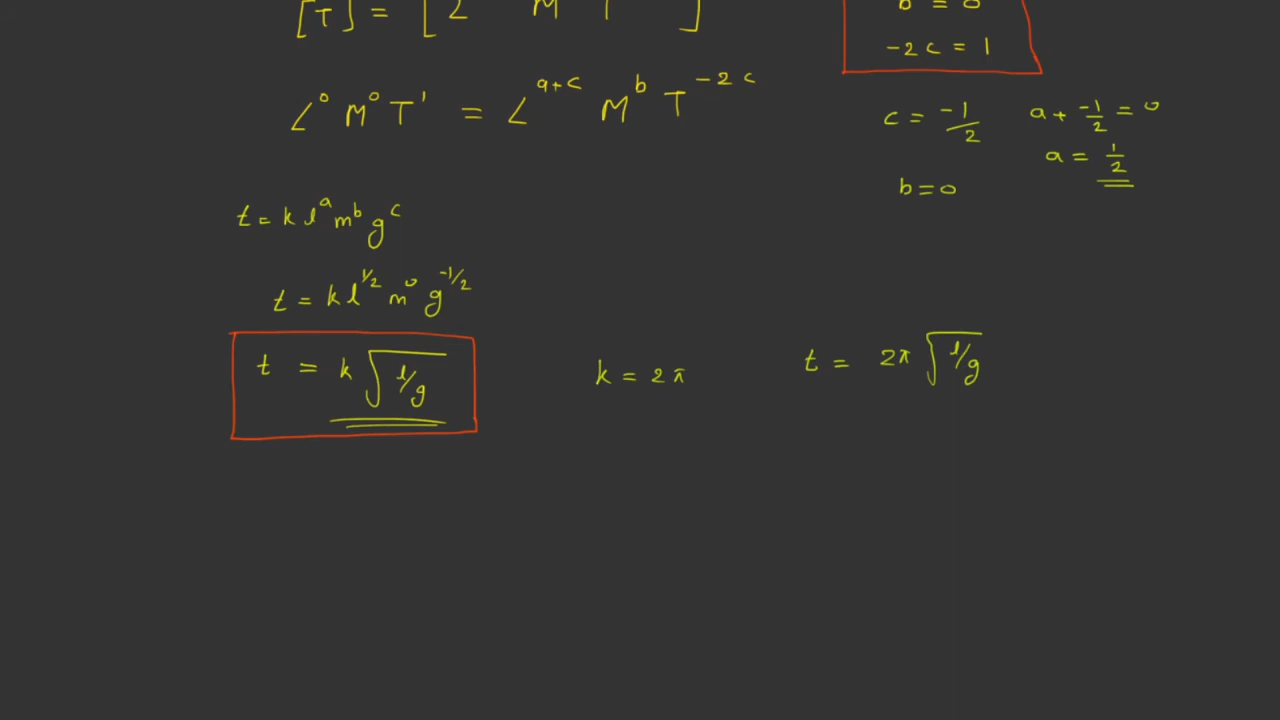 [T] = [L M T ]
b = 0
-2c = 1
L⁰ M⁰ T¹ = L^{a+c} M^b T^{-2c}
c = -1/2
a + -1/2 = 0
a = 1/2
b = 0
t = k l^a m^b g^c
t = k l^{1/2} m⁰ g^{-1/2}
t = k √(l/g)
k = 2π
t = 2π √(l/g)